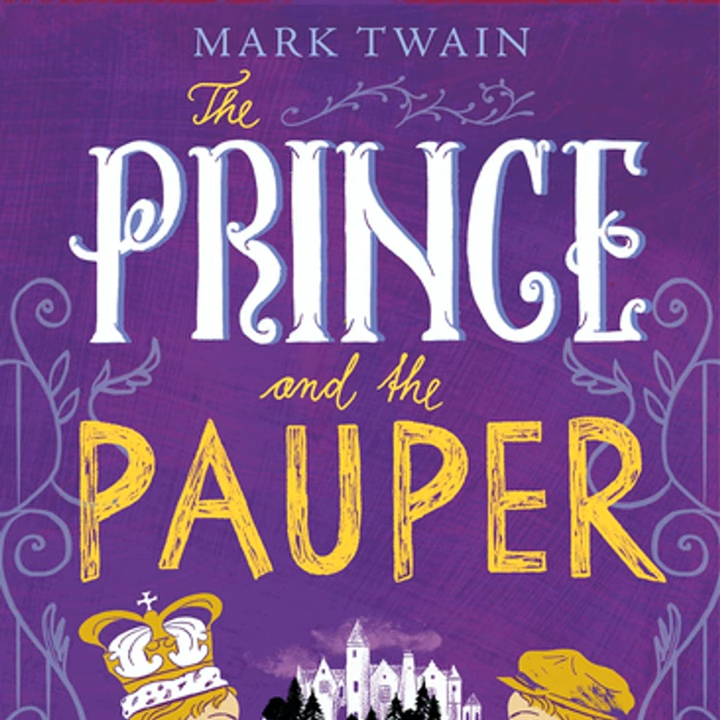 MARK TWAIN
The
PRINCE
and the
PAUPER